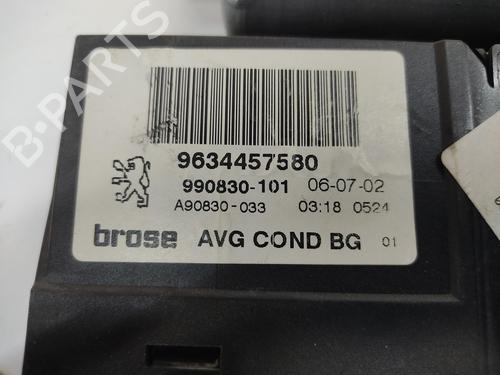 9634457580
990830-101 06-07-02
A90830-033 03:18 0524
brose AVG COND BG 01
B-PARTS